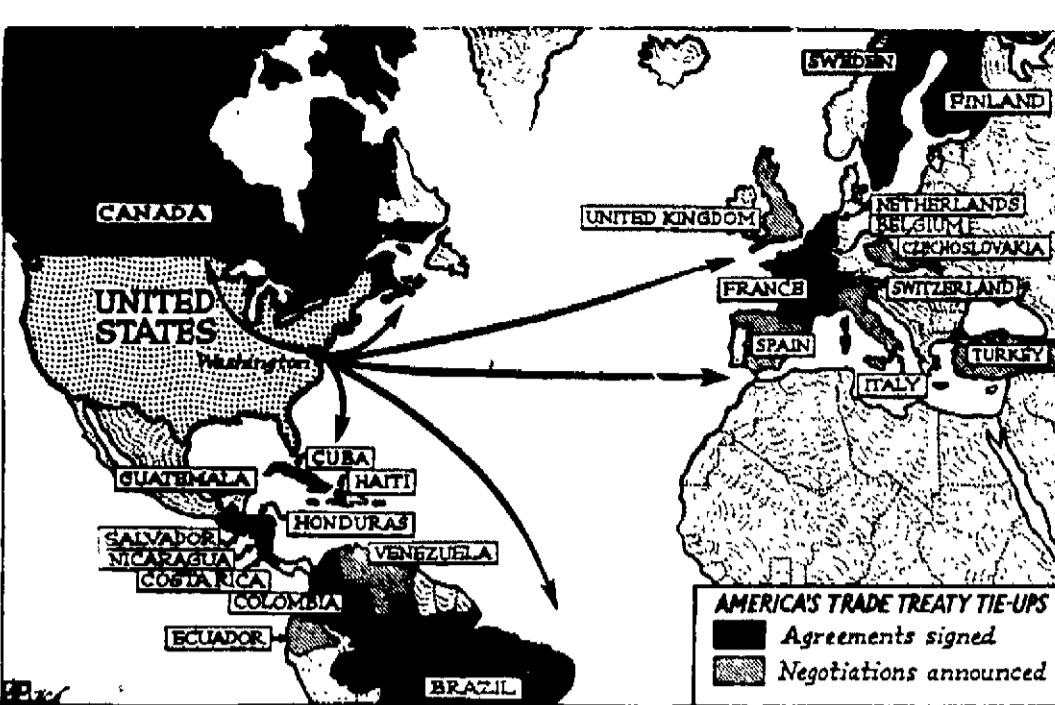 SWEDEN
FINLAND
CANADA
UNITED KINGDOM
NETHERLANDS
BELGIUM
CZECHOSLOVAKIA
UNITED
STATES
FRANCE
SWITZERLAND
Washington
SPAIN
TURKEY
ITALY
CUBA
GUATEMALA
HAITI
HONDURAS
SALVADOR
NICARAGUA
VENEZUELA
COSTA RICA
COLOMBIA
ECUADOR
BRAZIL
AMERICA'S TRADE TREATY TIE-UPS
Agreements signed
Negotiations announced